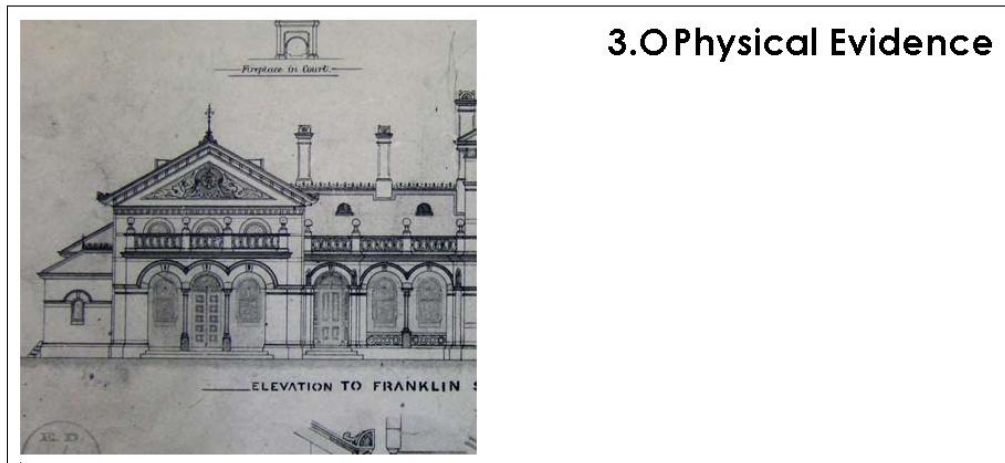 3.0 Physical Evidence
Fireplace in Court.
ELEVATION TO FRANKLIN S
E.D.